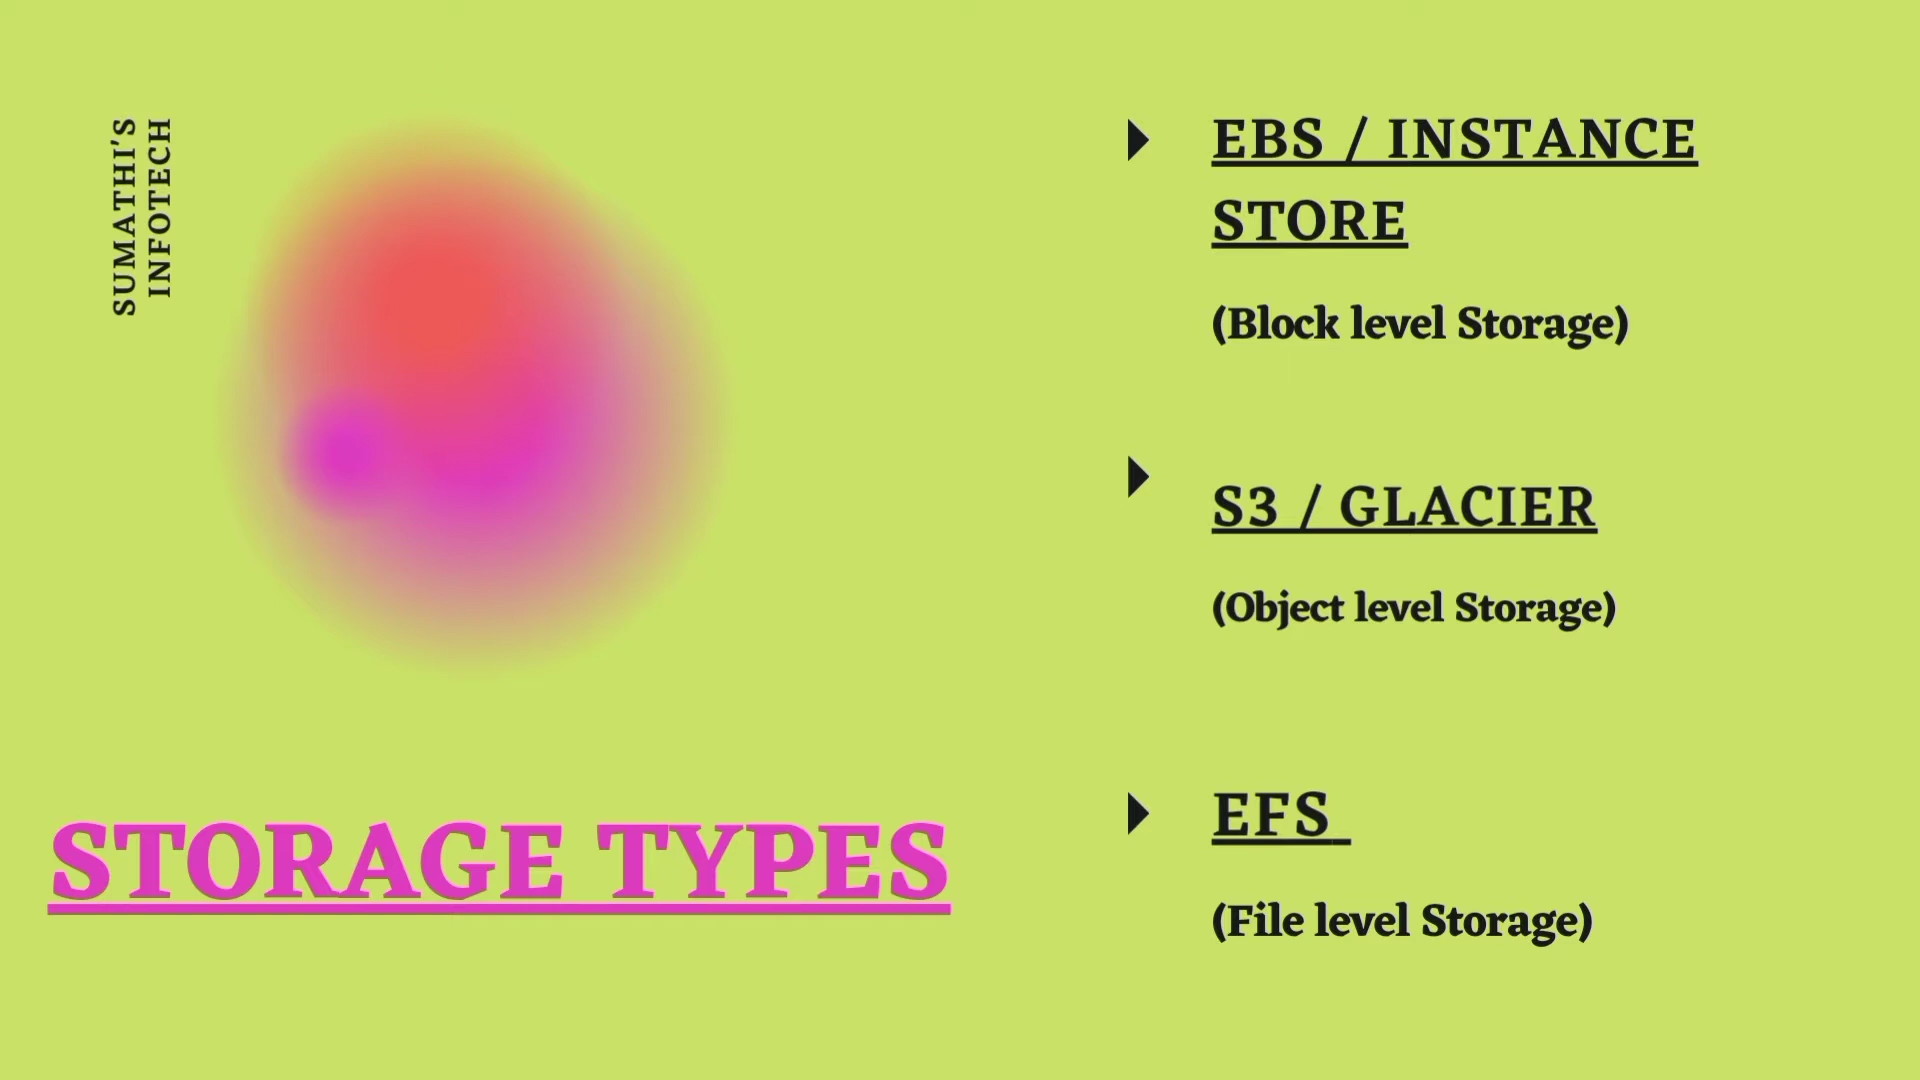 SUMATHI'S
INFOTECH
STORAGE TYPES
EBS / INSTANCE
STORE
(Block level Storage)
S3 / GLACIER
(Object level Storage)
EFS
(File level Storage)